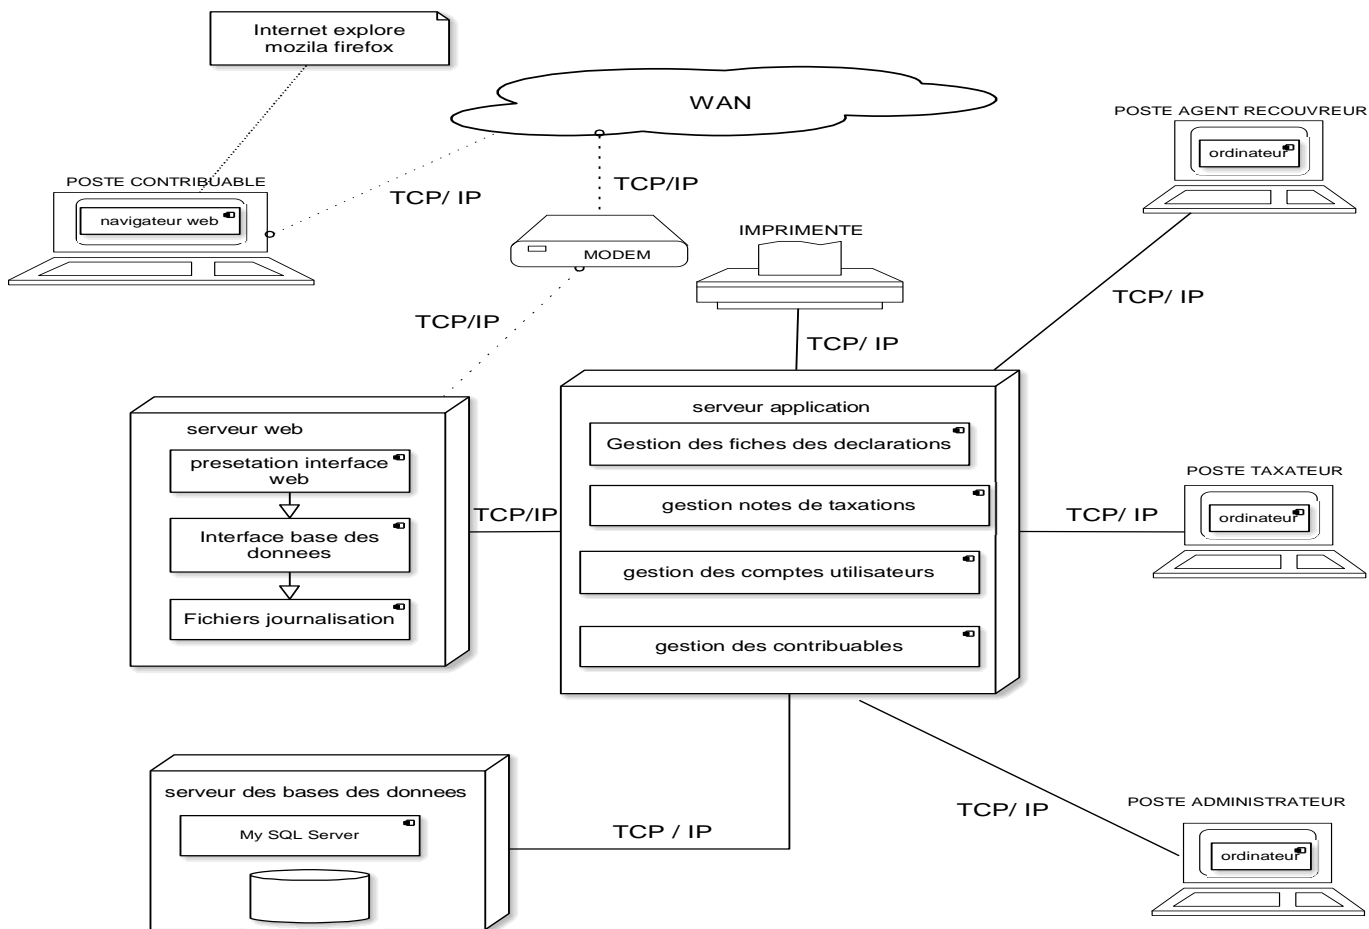 Internet explore
mozila firefox
WAN
POSTE AGENT RECOUVREUR
ordinateur
POSTE CONTRIBUABLE
navigateur web
TCP/ IP
TCP/IP
MODEM
IMPRIMENTE
TCP/ IP
TCP/IP
TCP/ IP
serveur web
presetation interface
web
Interface base des
donnees
Fichiers journalisation
TCP/IP
serveur application
Gestion des fiches des declarations
gestion notes de taxations
gestion des comptes utilisateurs
gestion des contribuables
TCP/ IP
POSTE TAXATEUR
ordinateur
serveur des bases des donnees
My SQL Server
TCP / IP
TCP/ IP
POSTE ADMINISTRATEUR
ordinateur